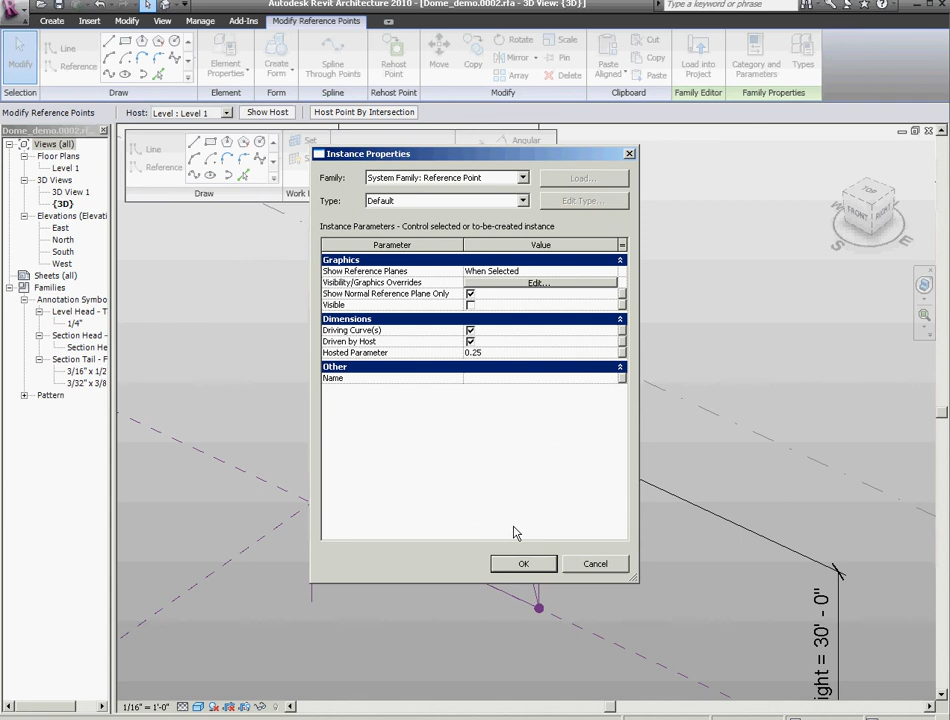 Autodesk Revit Architecture 2010 - [Dome_demo.0002.rfa - 3D View: {3D}]
Type a keyword or phrase
Create Insert Modify View Manage Add-Ins Modify Reference Points
Modify
Line
Reference
Element Properties
Create Form
Spline Through Points
Rehost Point
Move
Copy
Rotate Scale
Mirror Pin
Array Delete
Paste Aligned
Cut
Copy
Paste
Load into Project
Category and Parameters
Types
Selection Draw Element Form Spline Rehost Point Modify Clipboard Family Editor Family Properties
Modify Reference Points Host: Level : Level 1 Show Host Host Point By Intersection
Dome_demo.0002.rf...
Views (all)
Floor Plans
Level 1
3D Views
3D View 1
{3D}
Elevations (Elevati
East
North
South
West
Sheets (all)
Families
Annotation Symbo
Level Head - T
1/4"
Section Head -
Section He
Section Tail - F
3/16" x 1/2
3/32" x 3/8
Pattern
Line
Reference
Set
Angular
Draw
Work
Instance Properties
Family: System Family: Reference Point Load...
Type: Default Edit Type...
Instance Parameters - Control selected or to-be-created instance
Parameter Value =
Graphics
Show Reference Planes When Selected
Visibility/Graphics Overrides Edit...
Show Normal Reference Plane Only
Visible
Dimensions
Driving Curve(s)
Driven by Host
Hosted Parameter 0.25
Other
Name
OK Cancel
TOP
FRONT
RIGHT
W
S
E
ight = 30' - 0"
1/16" = 1'-0"